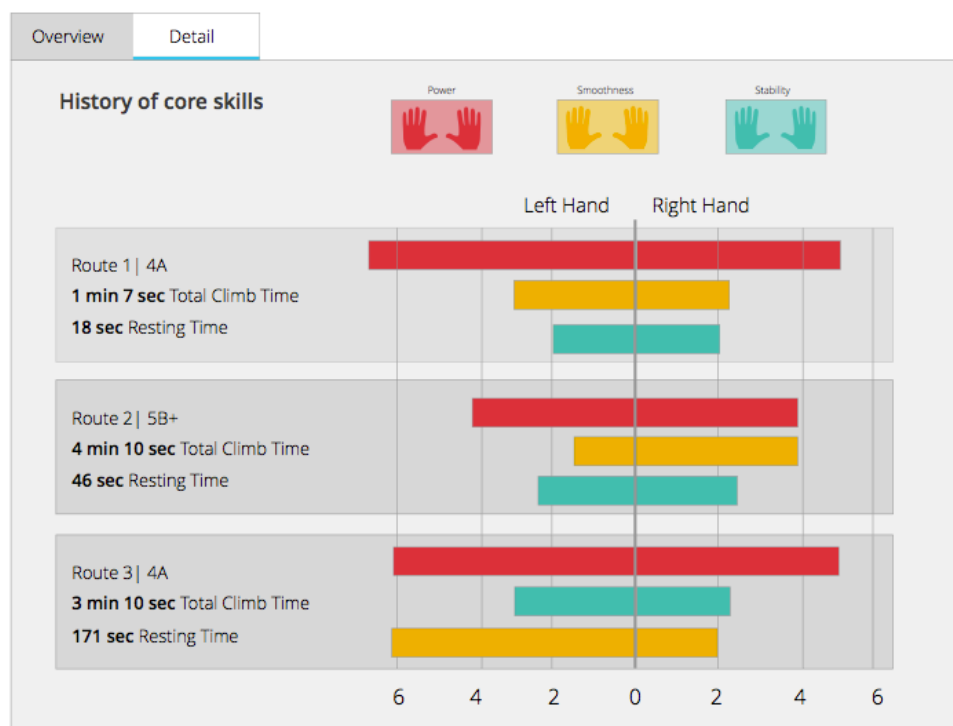 Overview Detail
History of core skills
Power Smoothness Stability
Left Hand Right Hand
Route 1| 4A
1 min 7 sec Total Climb Time
18 sec Resting Time
Route 2| 5B+
4 min 10 sec Total Climb Time
46 sec Resting Time
Route 3| 4A
3 min 10 sec Total Climb Time
171 sec Resting Time
6 4 2 0 2 4 6